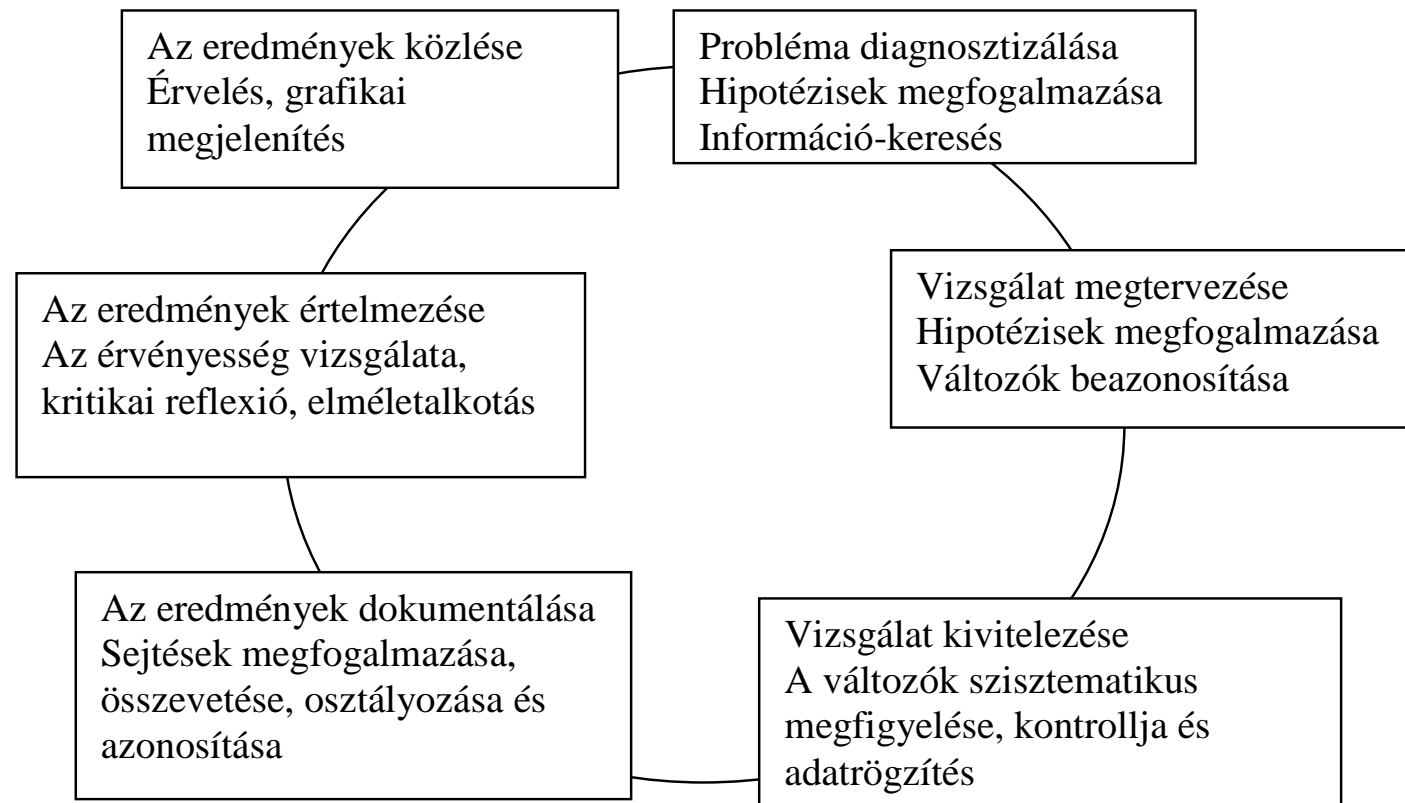 Az eredmények közlése
Érvelés, grafikai
megjelenítés
Probléma diagnosztizálása
Hipotézisek megfogalmazása
Információ-keresés
Vizsgálat megtervezése
Hipotézisek megfogalmazása
Változók beazonosítása
Vizsgálat kivitelezése
A változók szisztematikus
megfigyelése, kontrollja és
adatrögzítés
Az eredmények dokumentálása
Sejtések megfogalmazása,
összevetése, osztályozása és
azonosítása
Az eredmények értelmezése
Az érvényesség vizsgálata,
kritikai reflexió, elméletalkotás